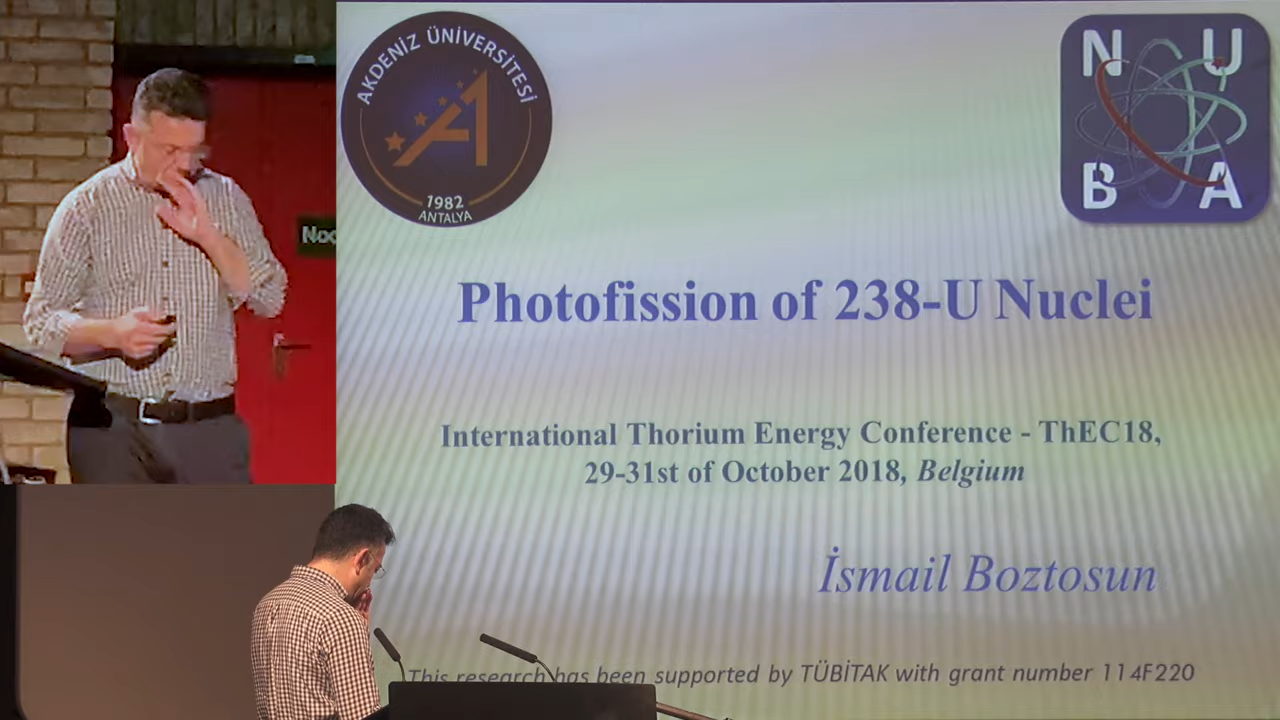 AKDENİZ ÜNİVERSİTESİ
1982
ANTALYA
N U
B A
Photofission of 238-U Nuclei
International Thorium Energy Conference - ThEC18,
29-31st of October 2018, Belgium
İsmail Boztosun
This research has been supported by TÜBİTAK with grant number 114F220